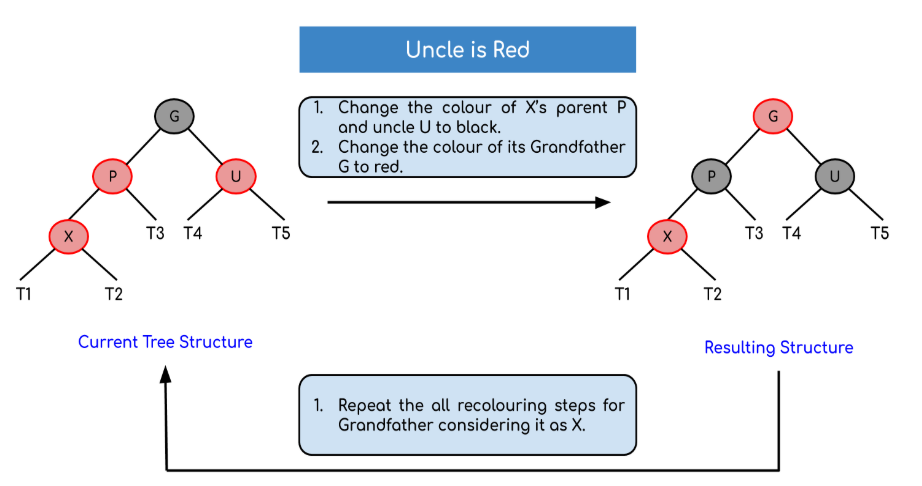 Uncle is Red
1. Change the colour of X's parent P
and uncle U to black.
2. Change the colour of its Grandfather
G to red.
G
P
U
X
T3
T4
T5
T1
T2
Current Tree Structure
G
P
U
X
T3
T4
T5
T1
T2
Resulting Structure
1. Repeat the all recolouring steps for
Grandfather considering it as X.